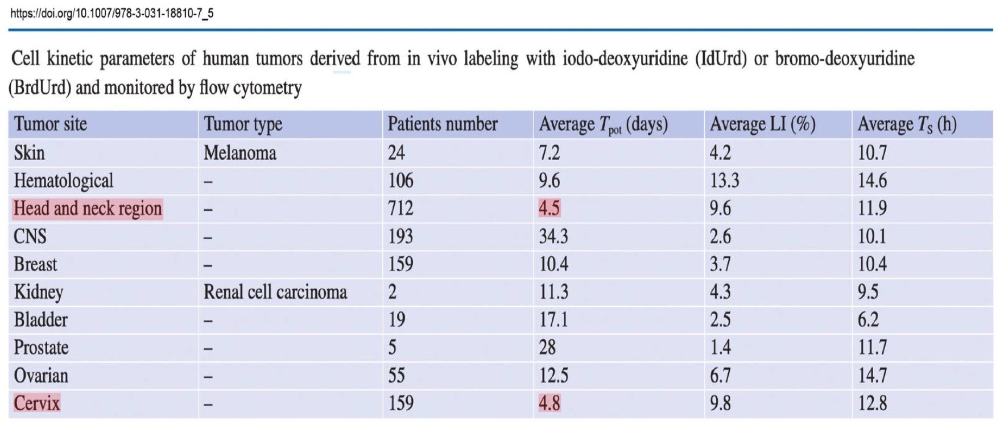 https://doi.org/10.1007/978-3-031-18810-7_5
Cell kinetic parameters of human tumors derived from in vivo labeling with iodo-deoxyuridine (IdUrd) or bromo-deoxyuridine
(BrdUrd) and monitored by flow cytometry
Tumor site Tumor type Patients number Average Tpot (days) Average LI (%) Average TS (h)
Skin Melanoma 24 7.2 4.2 10.7
Hematological – 106 9.6 13.3 14.6
Head and neck region – 712 4.5 9.6 11.9
CNS – 193 34.3 2.6 10.1
Breast – 159 10.4 3.7 10.4
Kidney Renal cell carcinoma 2 11.3 4.3 9.5
Bladder – 19 17.1 2.5 6.2
Prostate – 5 28 1.4 11.7
Ovarian – 55 12.5 6.7 14.7
Cervix – 159 4.8 9.8 12.8